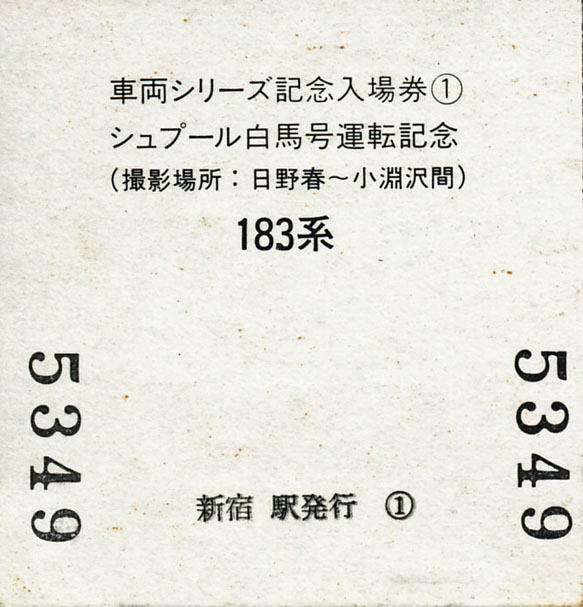 車両シリーズ記念入場券①
シュプール白馬号運転記念
(撮影場所：日野春～小淵沢間)
183系
5349
5349
新宿 駅発行 ①